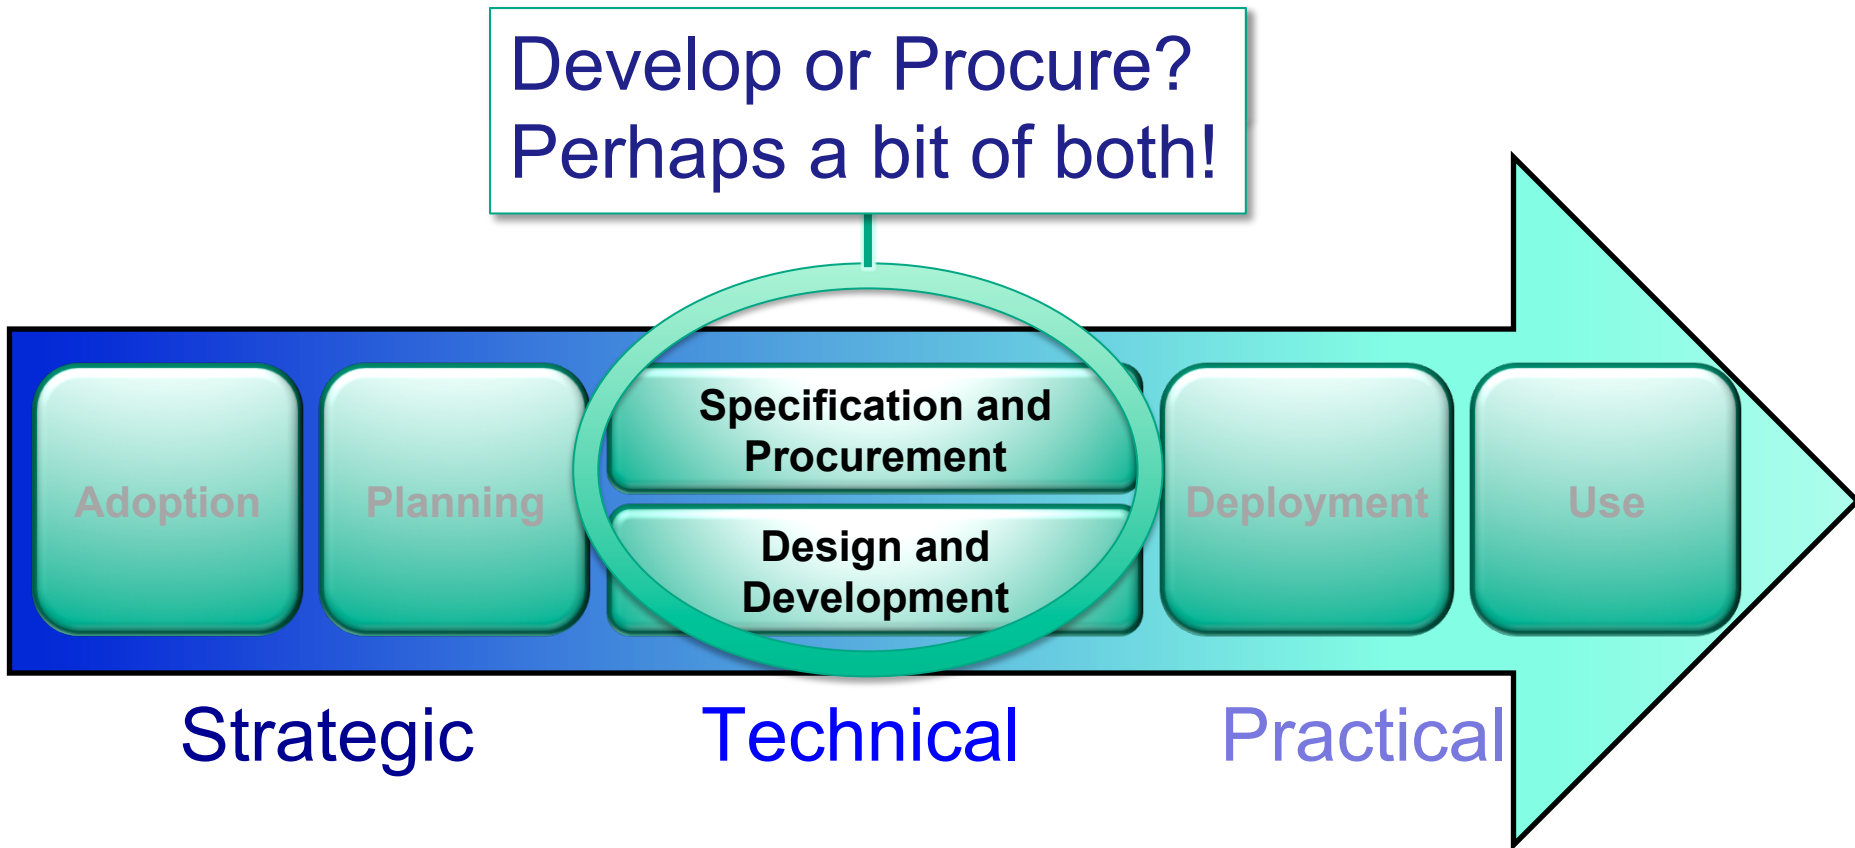 Develop or Procure?
Perhaps a bit of both!
Adoption
Planning
Specification and
Procurement
Design and
Development
Deployment
Use
Strategic
Technical
Practical